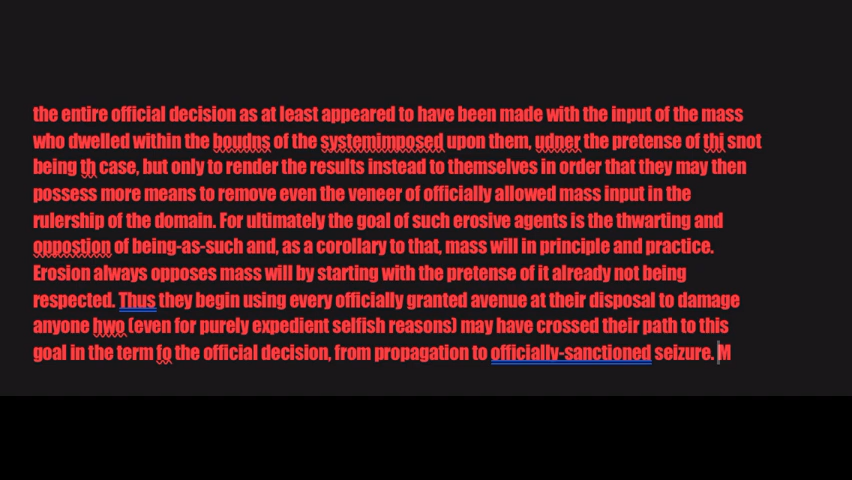 the entire official decision as at least appeared to have been made with the input of the mass
who dwelled within the boudns of the systemimposed upon them, udner the pretense of thi snot
being th case, but only to render the results instead to themselves in order that they may then
possess more means to remove even the veneer of officially allowed mass input in the
rulership of the domain. For ultimately the goal of such erosive agents is the thwarting and
oppostion of being-as-such and, as a corollary to that, mass will in principle and practice.
Erosion always opposes mass will by starting with the pretense of it already not being
respected. Thus they begin using every officially granted avenue at their disposal to damage
anyone hwo (even for purely expedient selfish reasons) may have crossed their path to this
goal in the term fo the official decision, from propagation to officially-sanctioned seizure. M